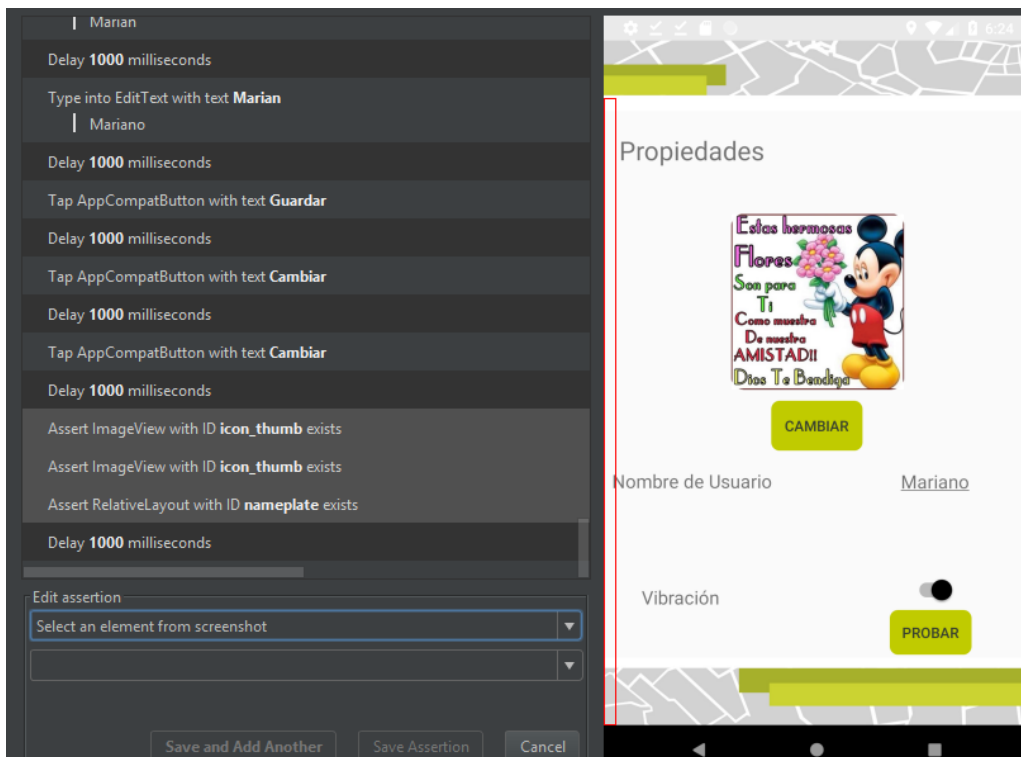 Marian
Delay 1000 milliseconds
Type into EditText with text Marian
Mariano
Delay 1000 milliseconds
Tap AppCompatButton with text Guardar
Delay 1000 milliseconds
Tap AppCompatButton with text Cambiar
Delay 1000 milliseconds
Tap AppCompatButton with text Cambiar
Delay 1000 milliseconds
Assert ImageView with ID icon_thumb exists
Assert ImageView with ID icon_thumb exists
Assert RelativeLayout with ID nameplate exists
Delay 1000 milliseconds
Edit assertion
Select an element from screenshot
Save and Add Another
Save Assertion
Cancel
6:24
Propiedades
Estas hermosas
Flores
Son para
Ti
Como muestra
De nuestra
AMISTAD!!
Dios Te Bendiga
CAMBIAR
Nombre de Usuario
Mariano
Vibración
PROBAR